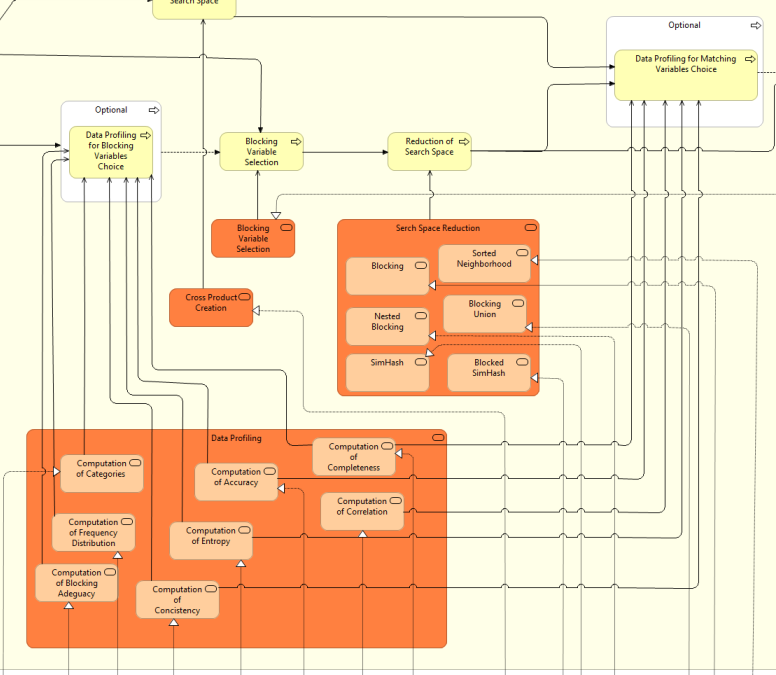 Search Space
Optional
Data Profiling for Matching
Variables Choice
Optional
Data Profiling
for Blocking
Variables
Choice
Blocking
Variable
Selection
Reduction of
Search Space
Blocking
Variable
Selection
Serch Space Reduction
Sorted
Neighborhood
Blocking
Cross Product
Creation
Blocking
Union
Nested
Blocking
SimHash
Blocked
SimHash
Data Profiling
Computation
of
Completeness
Computation
of Categories
Computation
of Accuracy
Computation
of Correlation
Computation
of Frequency
Distribution
Computation
of Entropy
Computation
of Blocking
Adeguacy
Computation
of
Concistency